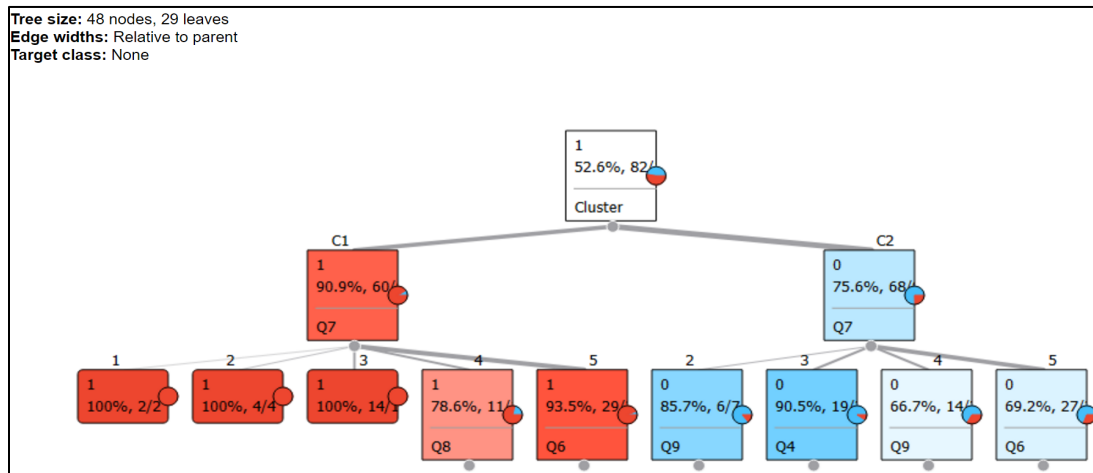 Tree size: 48 nodes, 29 leaves
Edge widths: Relative to parent
Target class: None
1
52.6%, 82/
Cluster
C1
C2
1
90.9%, 60/
Q7
0
75.6%, 68/
Q7
1
2
3
4
5
2
3
4
5
1
100%, 2/2
1
100%, 4/4
1
100%, 14/1
1
78.6%, 11/
Q8
1
93.5%, 29/
Q6
0
85.7%, 6/7
Q9
0
90.5%, 19/
Q4
0
66.7%, 14/
Q9
0
69.2%, 27/
Q6